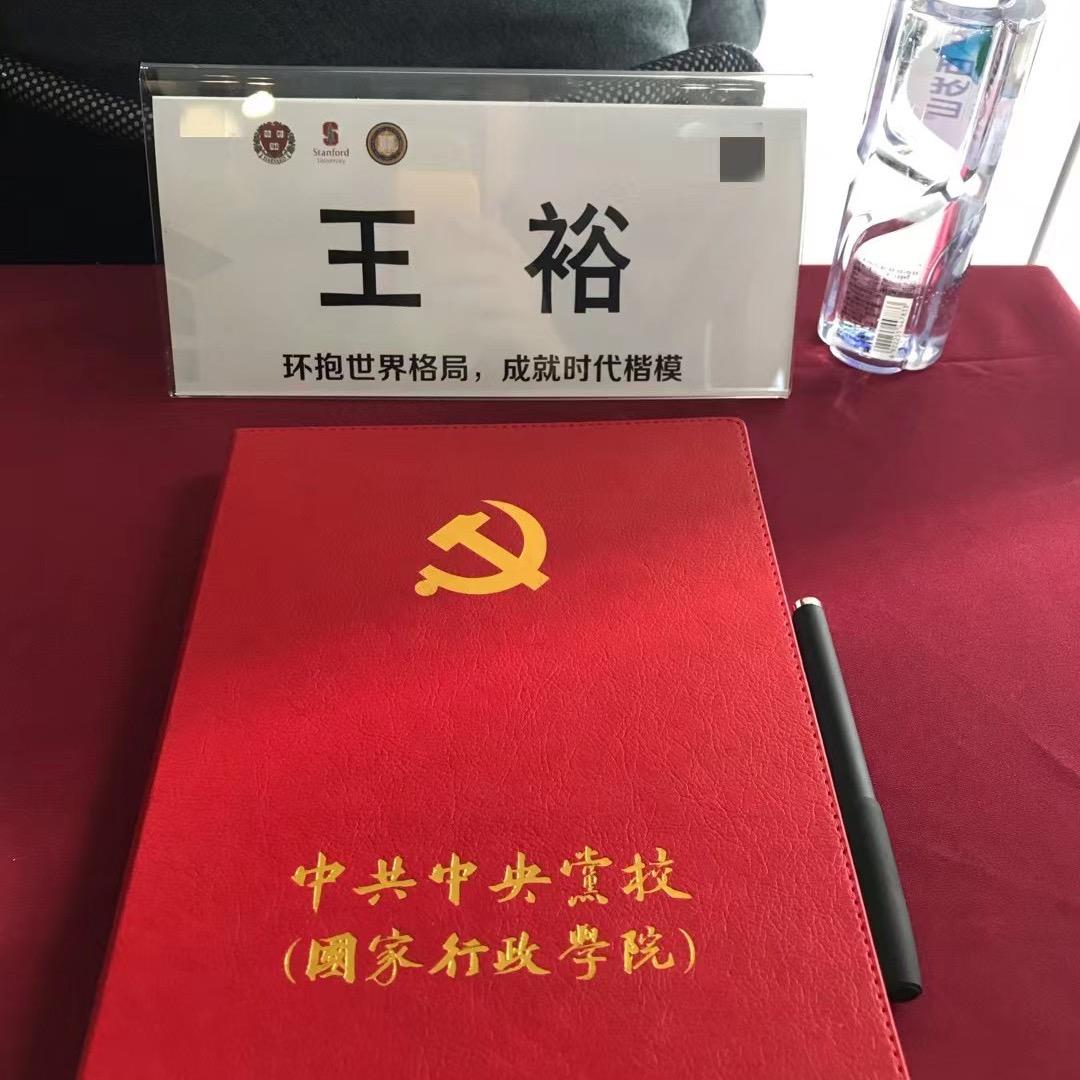 Stanford
University
王 裕
环抱世界格局，成就时代楷模
中共中央黨校
(國家行政學院)